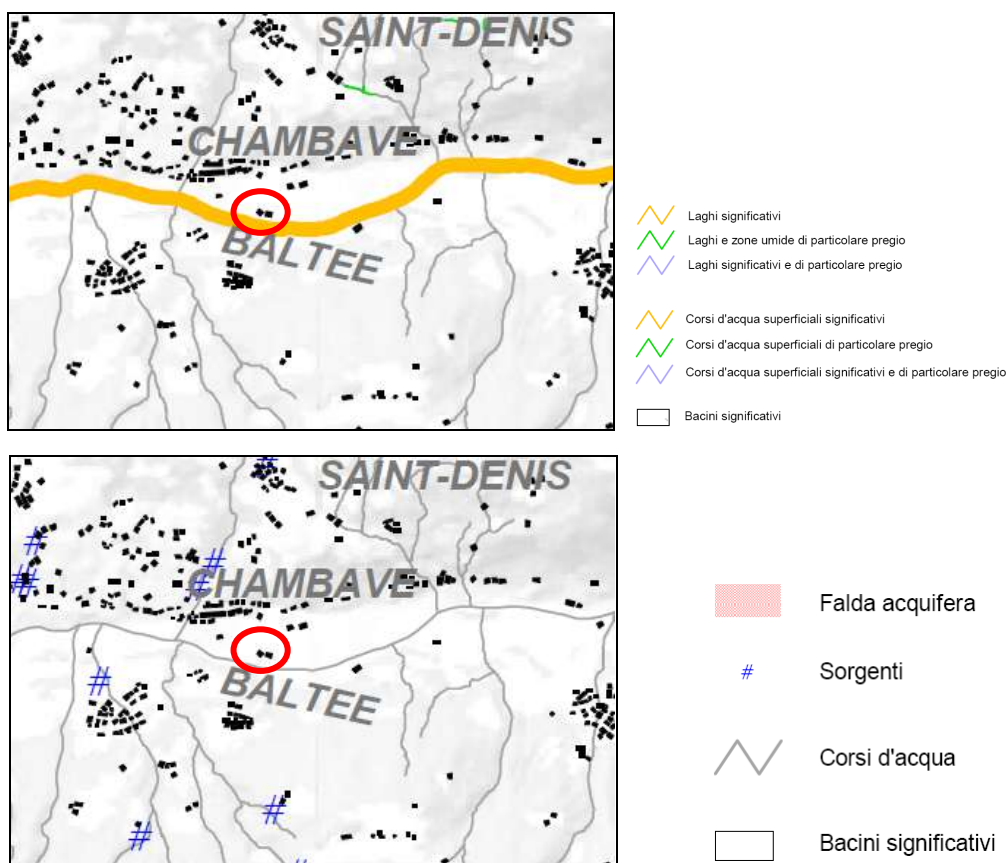 SAINT-DENIS
CHAMBAVE
BALTEE
Laghi significativi
Laghi e zone umide di particolare pregio
Laghi significativi e di particolare pregio
Corsi d'acqua superficiali significativi
Corsi d'acqua superficiali di particolare pregio
Corsi d'acqua superficiali significativi e di particolare pregio
Bacini significativi
SAINT-DENIS
CHAMBAVE
BALTEE
# # # # # # # # # #
Falda acquifera
# Sorgenti
Corsi d'acqua
Bacini significativi